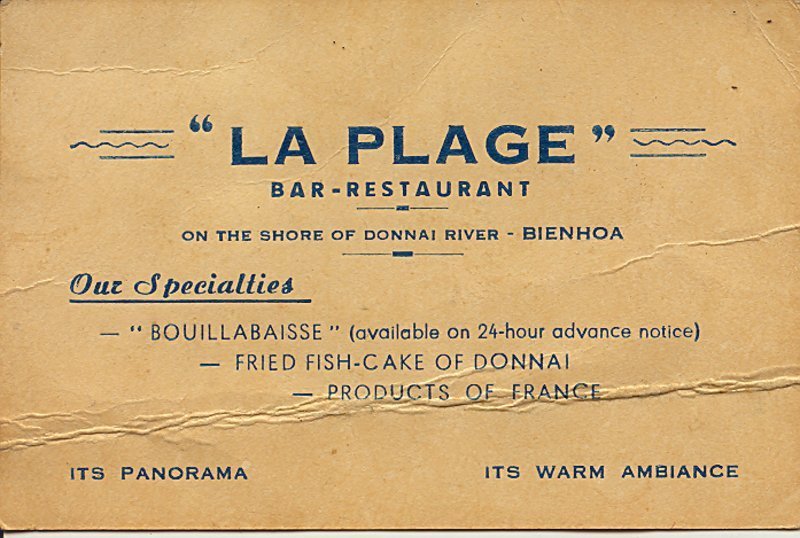 " LA PLAGE "
BAR-RESTAURANT
ON THE SHORE OF DONNAI RIVER - BIENHOA
Our Specialties
— " BOUILLABAISSE " (available on 24-hour advance notice)
— FRIED FISH-CAKE OF DONNAI
— PRODUCTS OF FRANCE
ITS PANORAMA
ITS WARM AMBIANCE